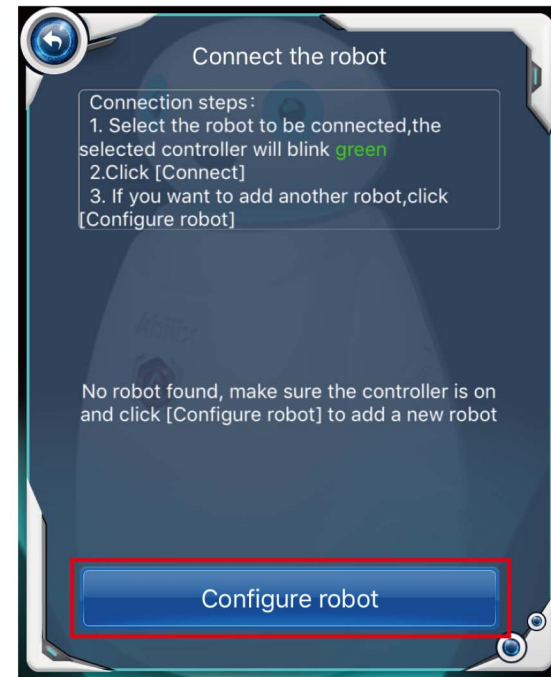 Connect the robot
Connection steps:
1. Select the robot to be connected,the
selected controller will blink green
2.Click [Connect]
3. If you want to add another robot,click
[Configure robot]
No robot found, make sure the controller is on
and click [Configure robot] to add a new robot
Configure robot